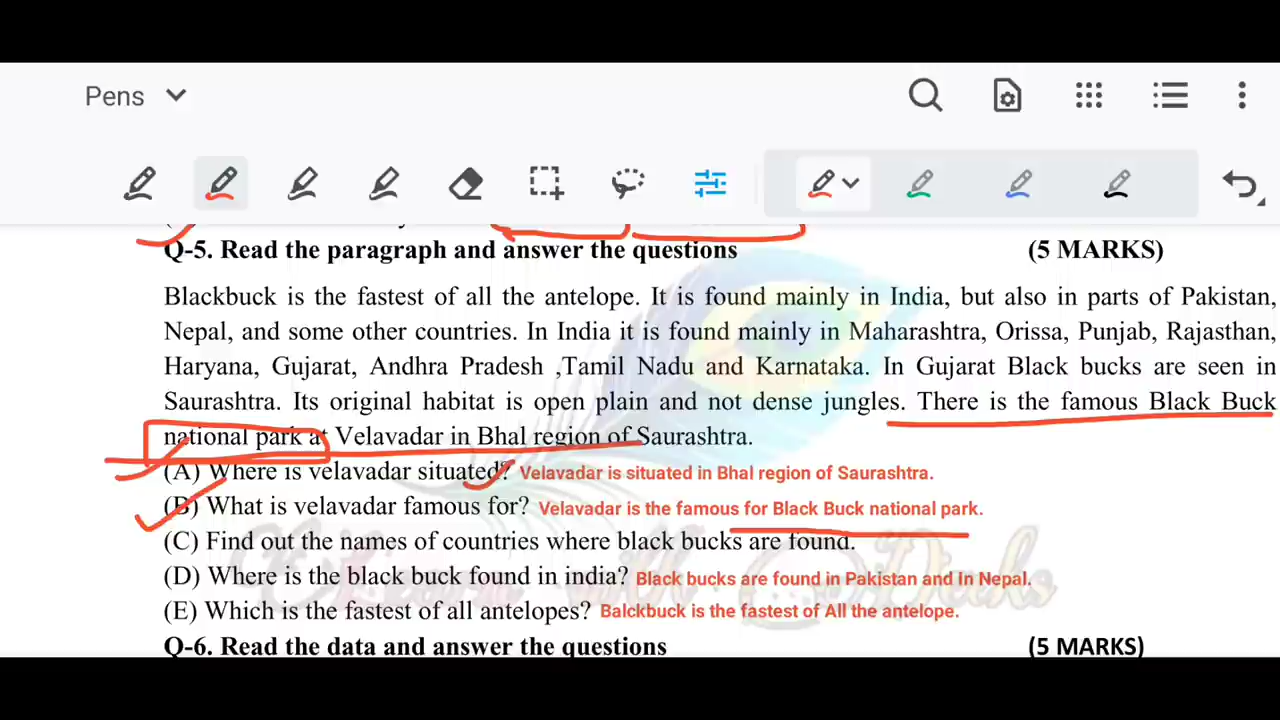 Pens
Q-5. Read the paragraph and answer the questions (5 MARKS)
Blackbuck is the fastest of all the antelope. It is found mainly in India, but also in parts of Pakistan,
Nepal, and some other countries. In India it is found mainly in Maharashtra, Orissa, Punjab, Rajasthan,
Haryana, Gujarat, Andhra Pradesh ,Tamil Nadu and Karnataka. In Gujarat Black bucks are seen in
Saurashtra. Its original habitat is open plain and not dense jungles. There is the famous Black Buck
national park at Velavadar in Bhal region of Saurashtra.
(A) Where is velavadar situated? Velavadar is situated in Bhal region of Saurashtra.
(B) What is velavadar famous for? Velavadar is the famous for Black Buck national park.
(C) Find out the names of countries where black bucks are found.
(D) Where is the black buck found in india? Black bucks are found in Pakistan and in Nepal.
(E) Which is the fastest of all antelopes? Balckbuck is the fastest of All the antelope.
Q-6. Read the data and answer the questions (5 MARKS)